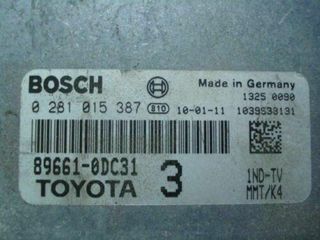 BOSCH Made in Germany
1325 0090
0 281 015 387 810 10-01-11 1039S33131
89661-0DC31 3 1ND-TV
TOYOTA MMT/K4